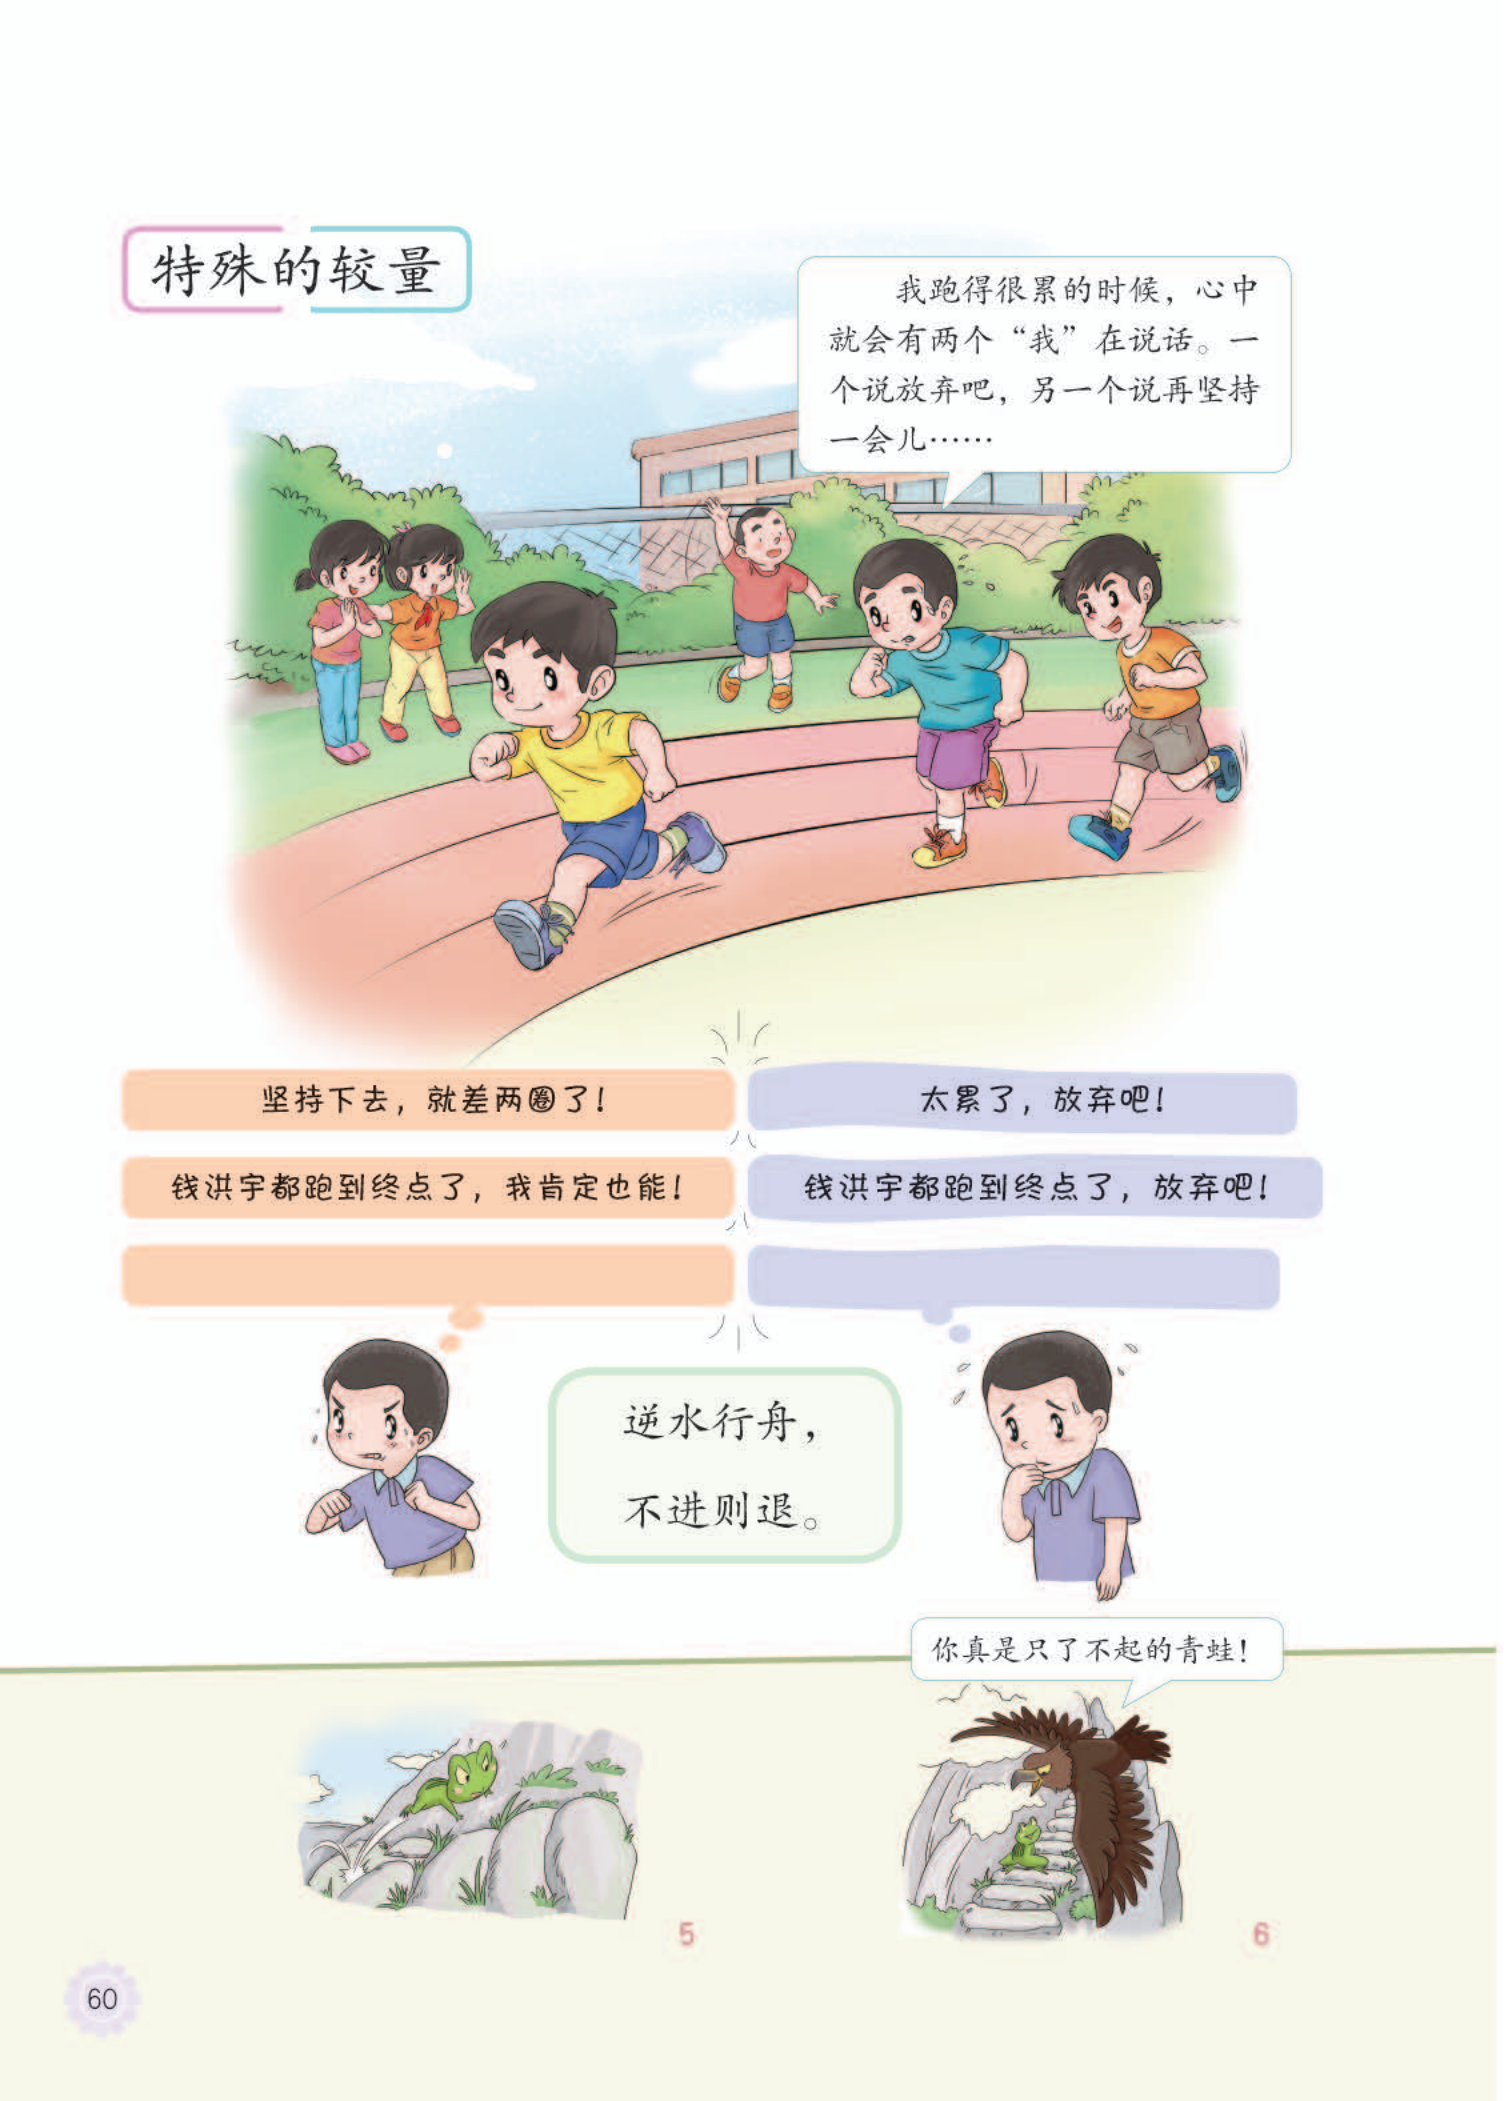 特殊的较量
我跑得很累的时候，心中
就会有两个“我”在说话。一
个说放弃吧，另一个说再坚持
一会儿……
坚持下去，就差两圈了！
太累了，放弃吧！
钱洪宇都跑到终点了，我肯定也能！
钱洪宇都跑到终点了，放弃吧！
逆水行舟，
不进则退。
你真是只了不起的青蛙！
5
6
60